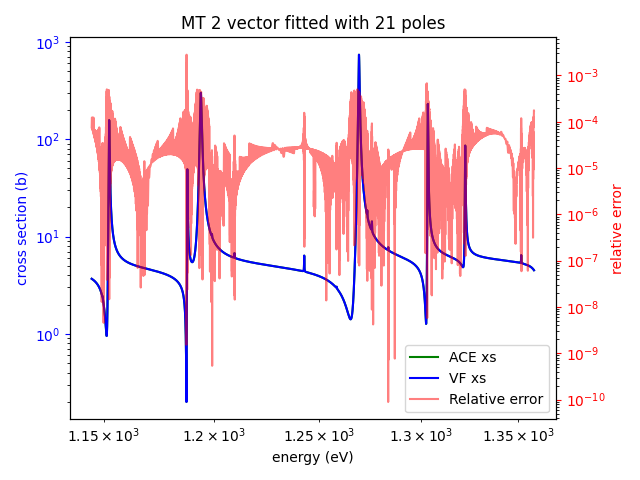 MT 2 vector fitted with 21 poles
cross section (b)
10³
10²
10¹
10⁰
10⁻³
10⁻⁴
10⁻⁵
10⁻⁶
10⁻⁷
10⁻⁸
10⁻⁹
10⁻¹⁰
relative error
ACE xs
VF xs
Relative error
1.15 × 10³ 1.2 × 10³ 1.25 × 10³ 1.3 × 10³ 1.35 × 10³
energy (eV)